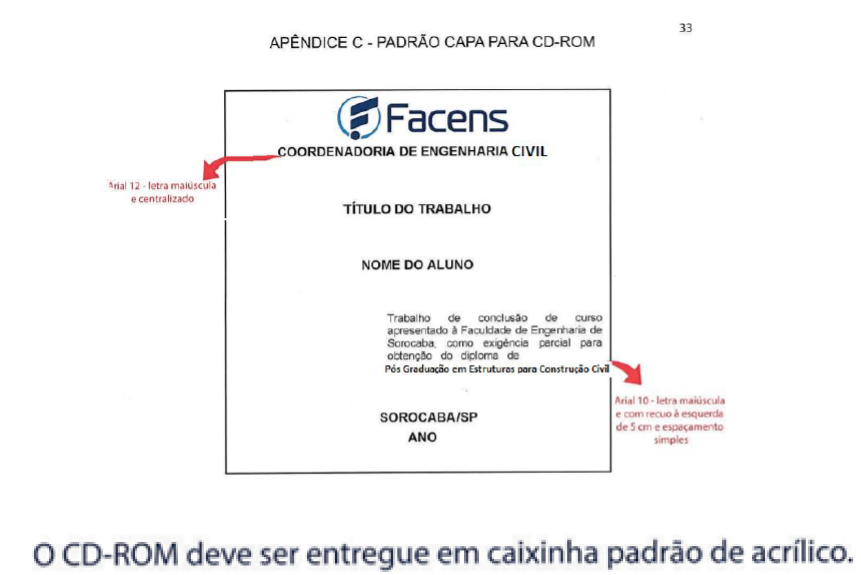 33
APÊNDICE C - PADRÃO CAPA PARA CD-ROM
Facens
COORDENADORIA DE ENGENHARIA CIVIL
Arial 12 - letra maiúscula
e centralizado
TÍTULO DO TRABALHO
NOME DO ALUNO
Trabalho de conclusão de curso
apresentado à Faculdade de Engenharia de
Sorocaba, como exigência parcial para
obtenção do diploma de
Pós Graduação em Estruturas para Construção Civil
Arial 10 - letra maiúscula
e com recuo à esquerda
de 5 cm e espaçamento
simples
SOROCABA/SP
ANO
O CD-ROM deve ser entregue em caixinha padrão de acrílico.